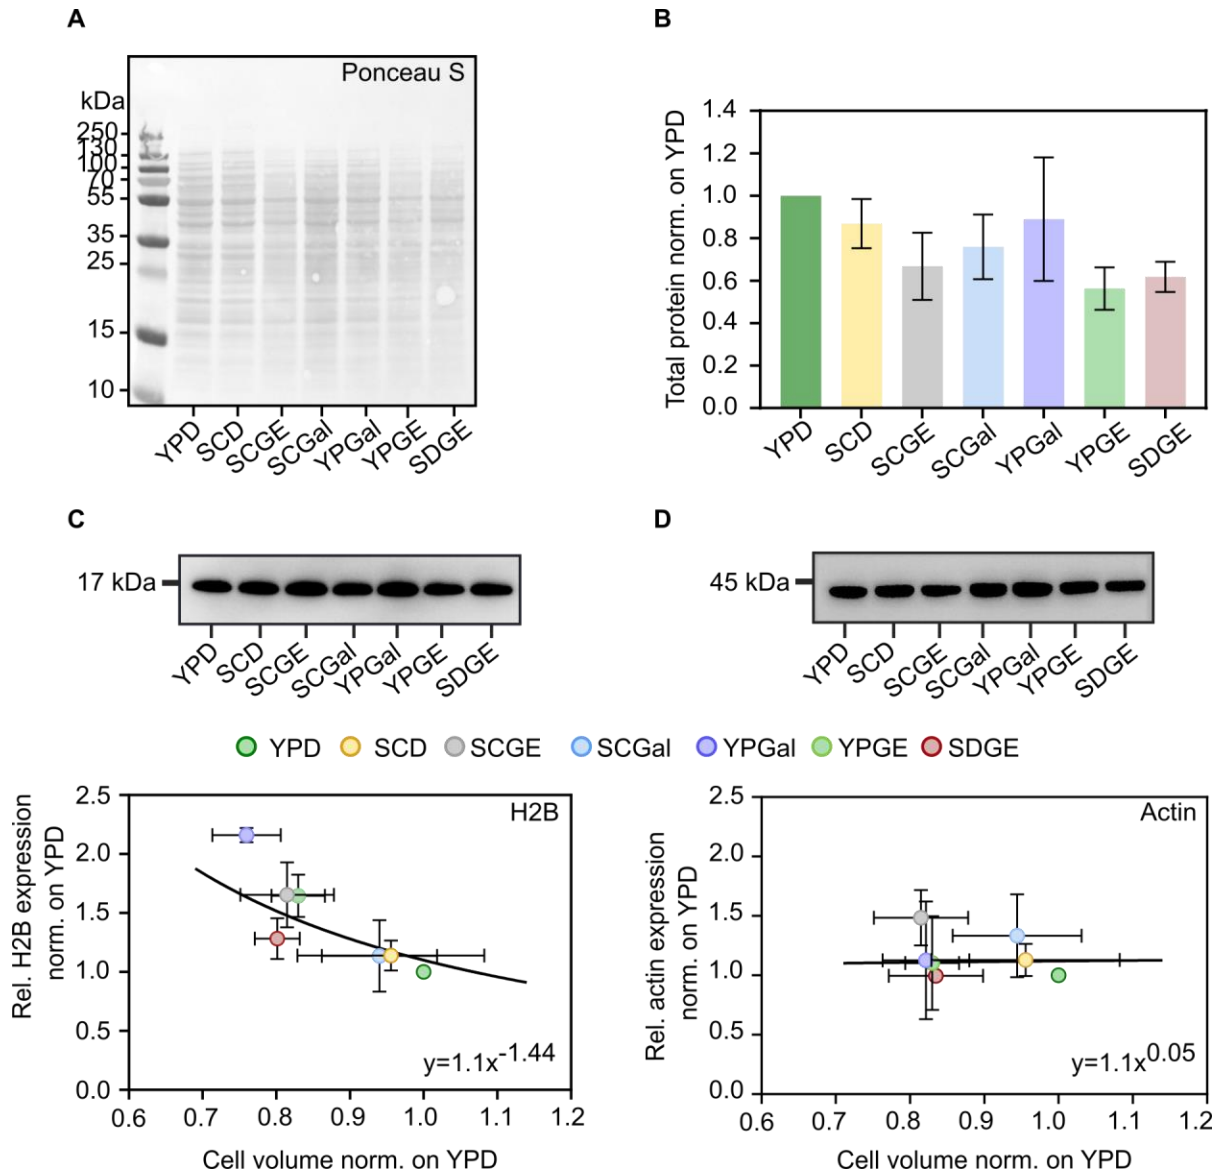 A
B
Ponceau S
kDa
250
130
100
70
55
35
25
15
10
YPD
SCD
SCGE
SCGal
YPGal
YPGE
SDGE
Total protein norm. on YPD
1.4
1.2
1.0
0.8
0.6
0.4
0.2
0.0
YPD
SCD
SCGE
SCGal
YPGal
YPGE
SDGE
C
D
17 kDa
YPD
SCD
SCGE
SCGal
YPGal
YPGE
SDGE
45 kDa
YPD
SCD
SCGE
SCGal
YPGal
YPGE
SDGE
YPD SCD SCGE SCGal YPGal YPGE SDGE
Rel. H2B expression
norm. on YPD
2.5
2.0
1.5
1.0
0.5
0.0
H2B
y=1.1x^-1.44
0.6 0.7 0.8 0.9 1.0 1.1 1.2
Cell volume norm. on YPD
Rel. actin expression
norm. on YPD
2.5
2.0
1.5
1.0
0.5
0.0
Actin
y=1.1x^0.05
0.6 0.7 0.8 0.9 1.0 1.1 1.2
Cell volume norm. on YPD